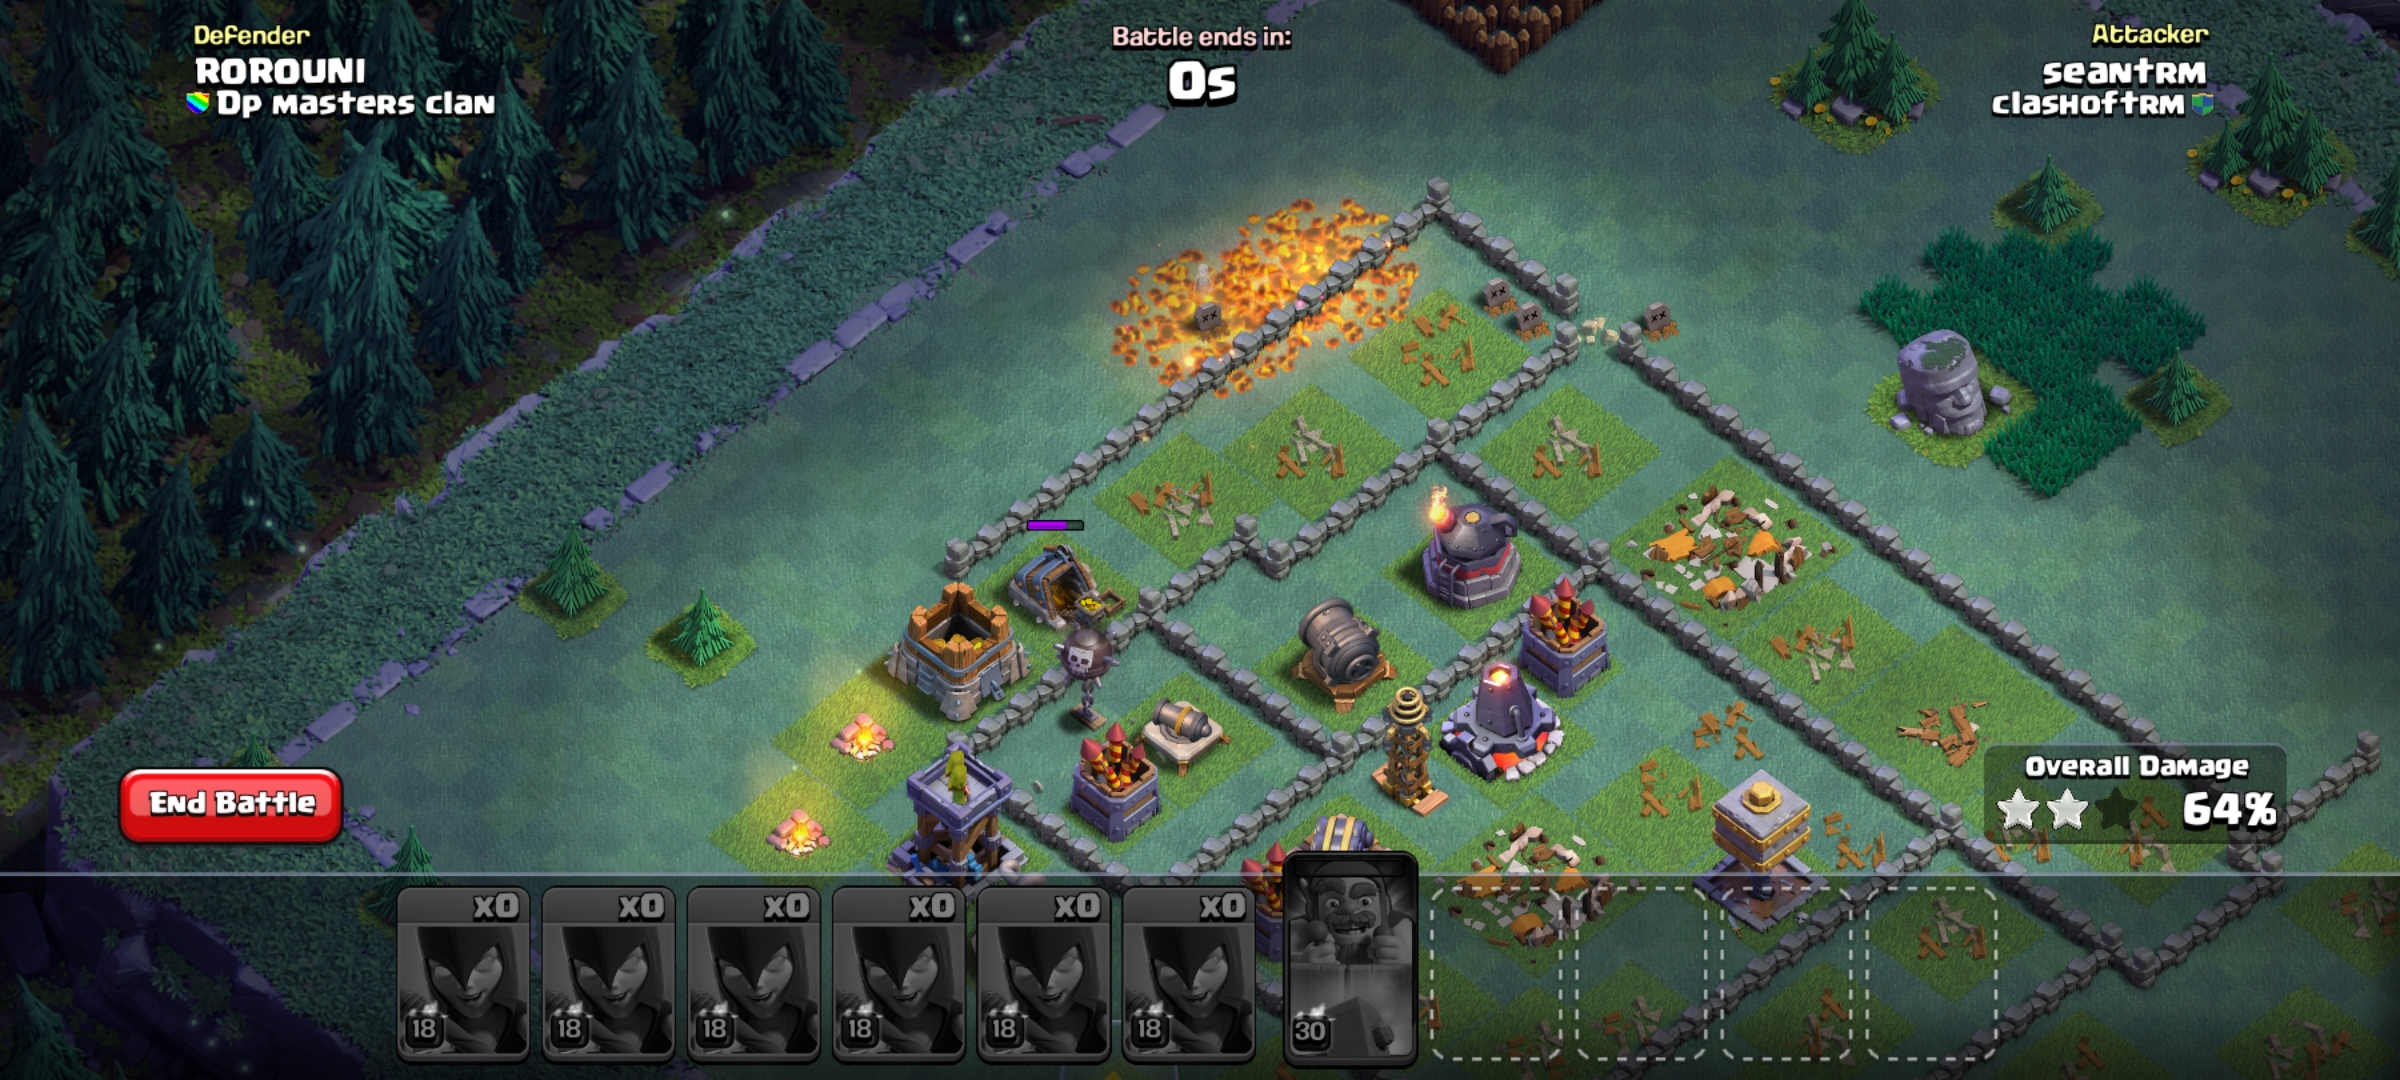 Defender
ROROUNI
Dp masters clan
Battle ends in:
0s
Attacker
seantRM
clashoftRM
End Battle
Overall Damage
64%
x0
x0
x0
x0
x0
x0
18
18
18
18
18
18
30